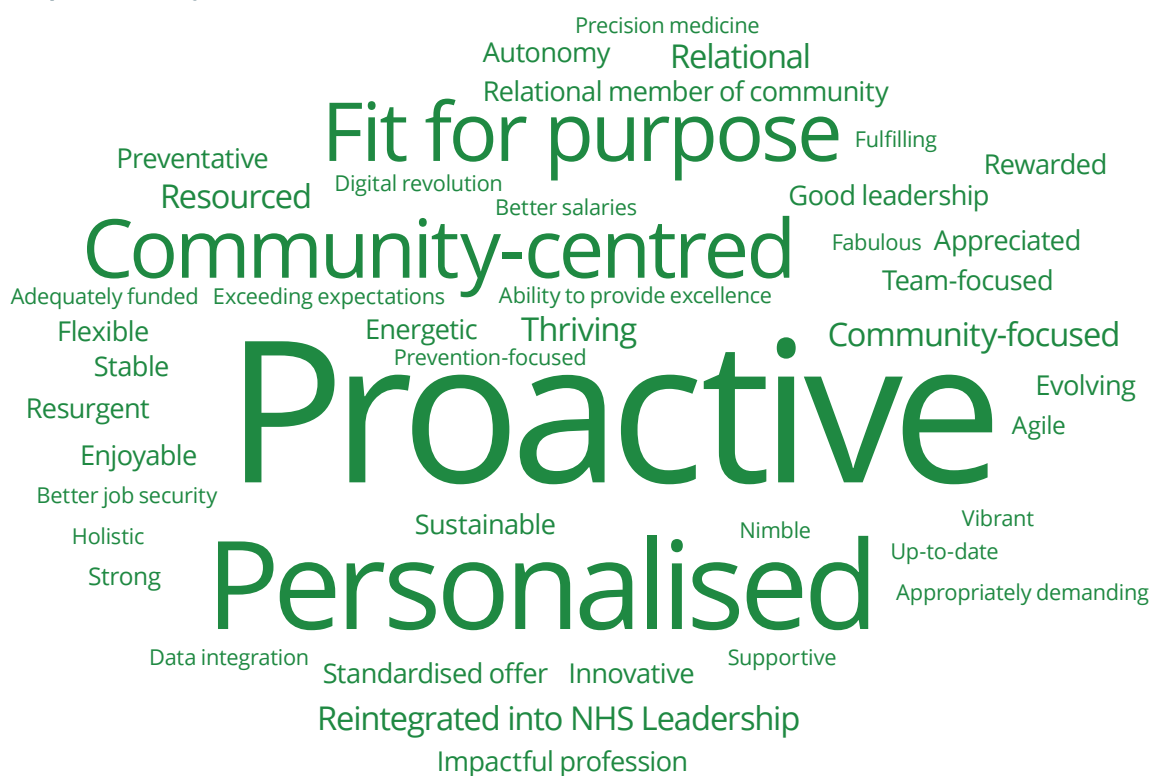 Precision medicine
Autonomy
Relational
Relational member of community
Fit for purpose
Fulfilling
Preventative
Rewarded
Digital revolution
Resourced
Good leadership
Better salaries
Community-centred
Fabulous
Appreciated
Team-focused
Adequately funded
Exceeding expectations
Ability to provide excellence
Flexible
Energetic
Thriving
Community-focused
Prevention-focused
Stable
Proactive
Evolving
Resurgent
Agile
Enjoyable
Better job security
Sustainable
Vibrant
Holistic
Nimble
Up-to-date
Strong
Personalised
Appropriately demanding
Data integration
Standardised offer
Innovative
Supportive
Reintegrated into NHS Leadership
Impactful profession